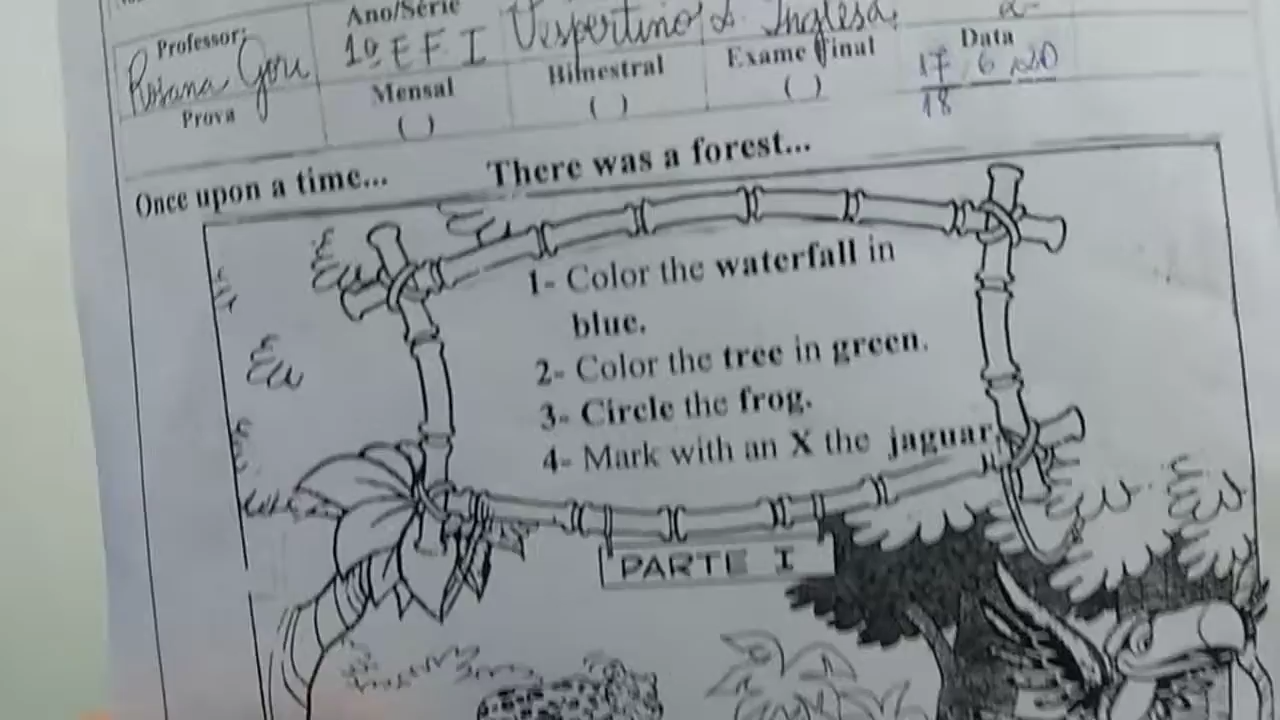 Professor:
Ano/Série
Vespertino L. Inglesa
1º E F I
Rosana
Prova
Mensal
( )
Bimestral
( )
Exame final
( )
Data
17 6 20
18
Once upon a time... There was a forest...
1- Color the waterfall in
blue.
2- Color the tree in green.
3- Circle the frog.
4- Mark with an X the jaguar.
PARTE I